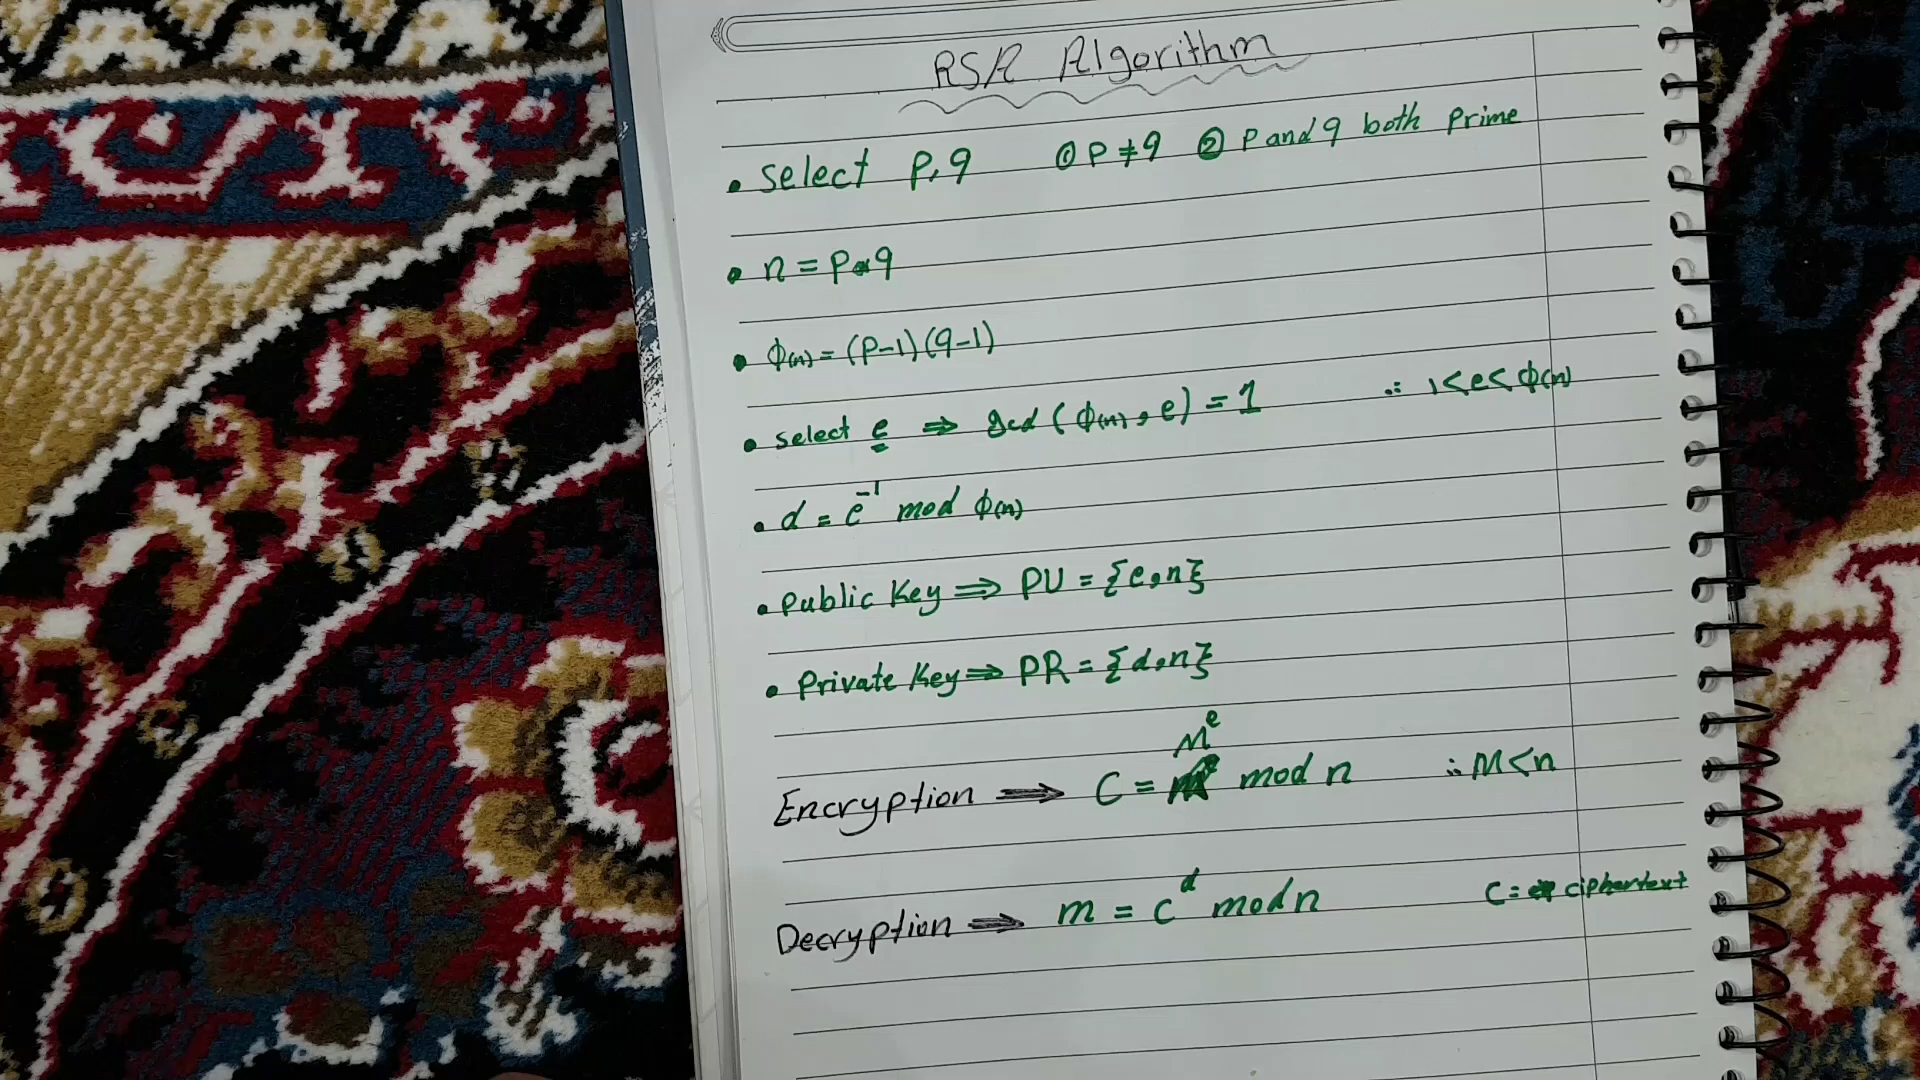 RSA Algorithm
• select P, q ① P ≠ q ② P and q both Prime
• n = P * q
• ϕ(n) = (P-1)(q-1)
• select e ⇒ gcd (ϕ(n), e) = 1 ∴ 1<e<ϕ(n)
• d = e⁻¹ mod ϕ(n)
• Public Key ⇒ PU = {e,n}
• Private Key ⇒ PR = {d,n}
Encryption ⇒ C = Mᵉ mod n ∴ M<n
Decryption ⇒ m = cᵈ mod n C = ciphertext